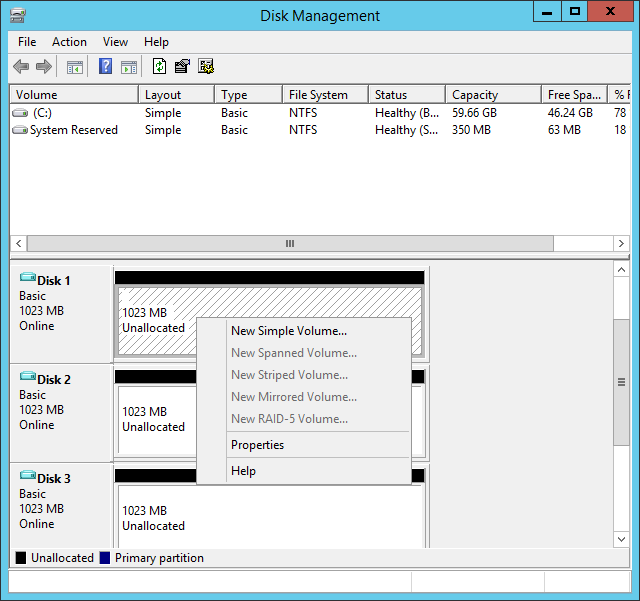 Disk Management
File Action View Help
Volume Layout Type File System Status Capacity Free Spa... % F
(C:) Simple Basic NTFS Healthy (B... 59.66 GB 46.24 GB 78
System Reserved Simple Basic NTFS Healthy (S... 350 MB 63 MB 18
Disk 1
Basic
1023 MB
Online
1023 MB
Unallocated
New Simple Volume...
New Spanned Volume...
New Striped Volume...
New Mirrored Volume...
New RAID-5 Volume...
Properties
Help
Disk 2
Basic
1023 MB
Online
1023 MB
Unallocated
Disk 3
Basic
1023 MB
Online
1023 MB
Unallocated
Unallocated Primary partition